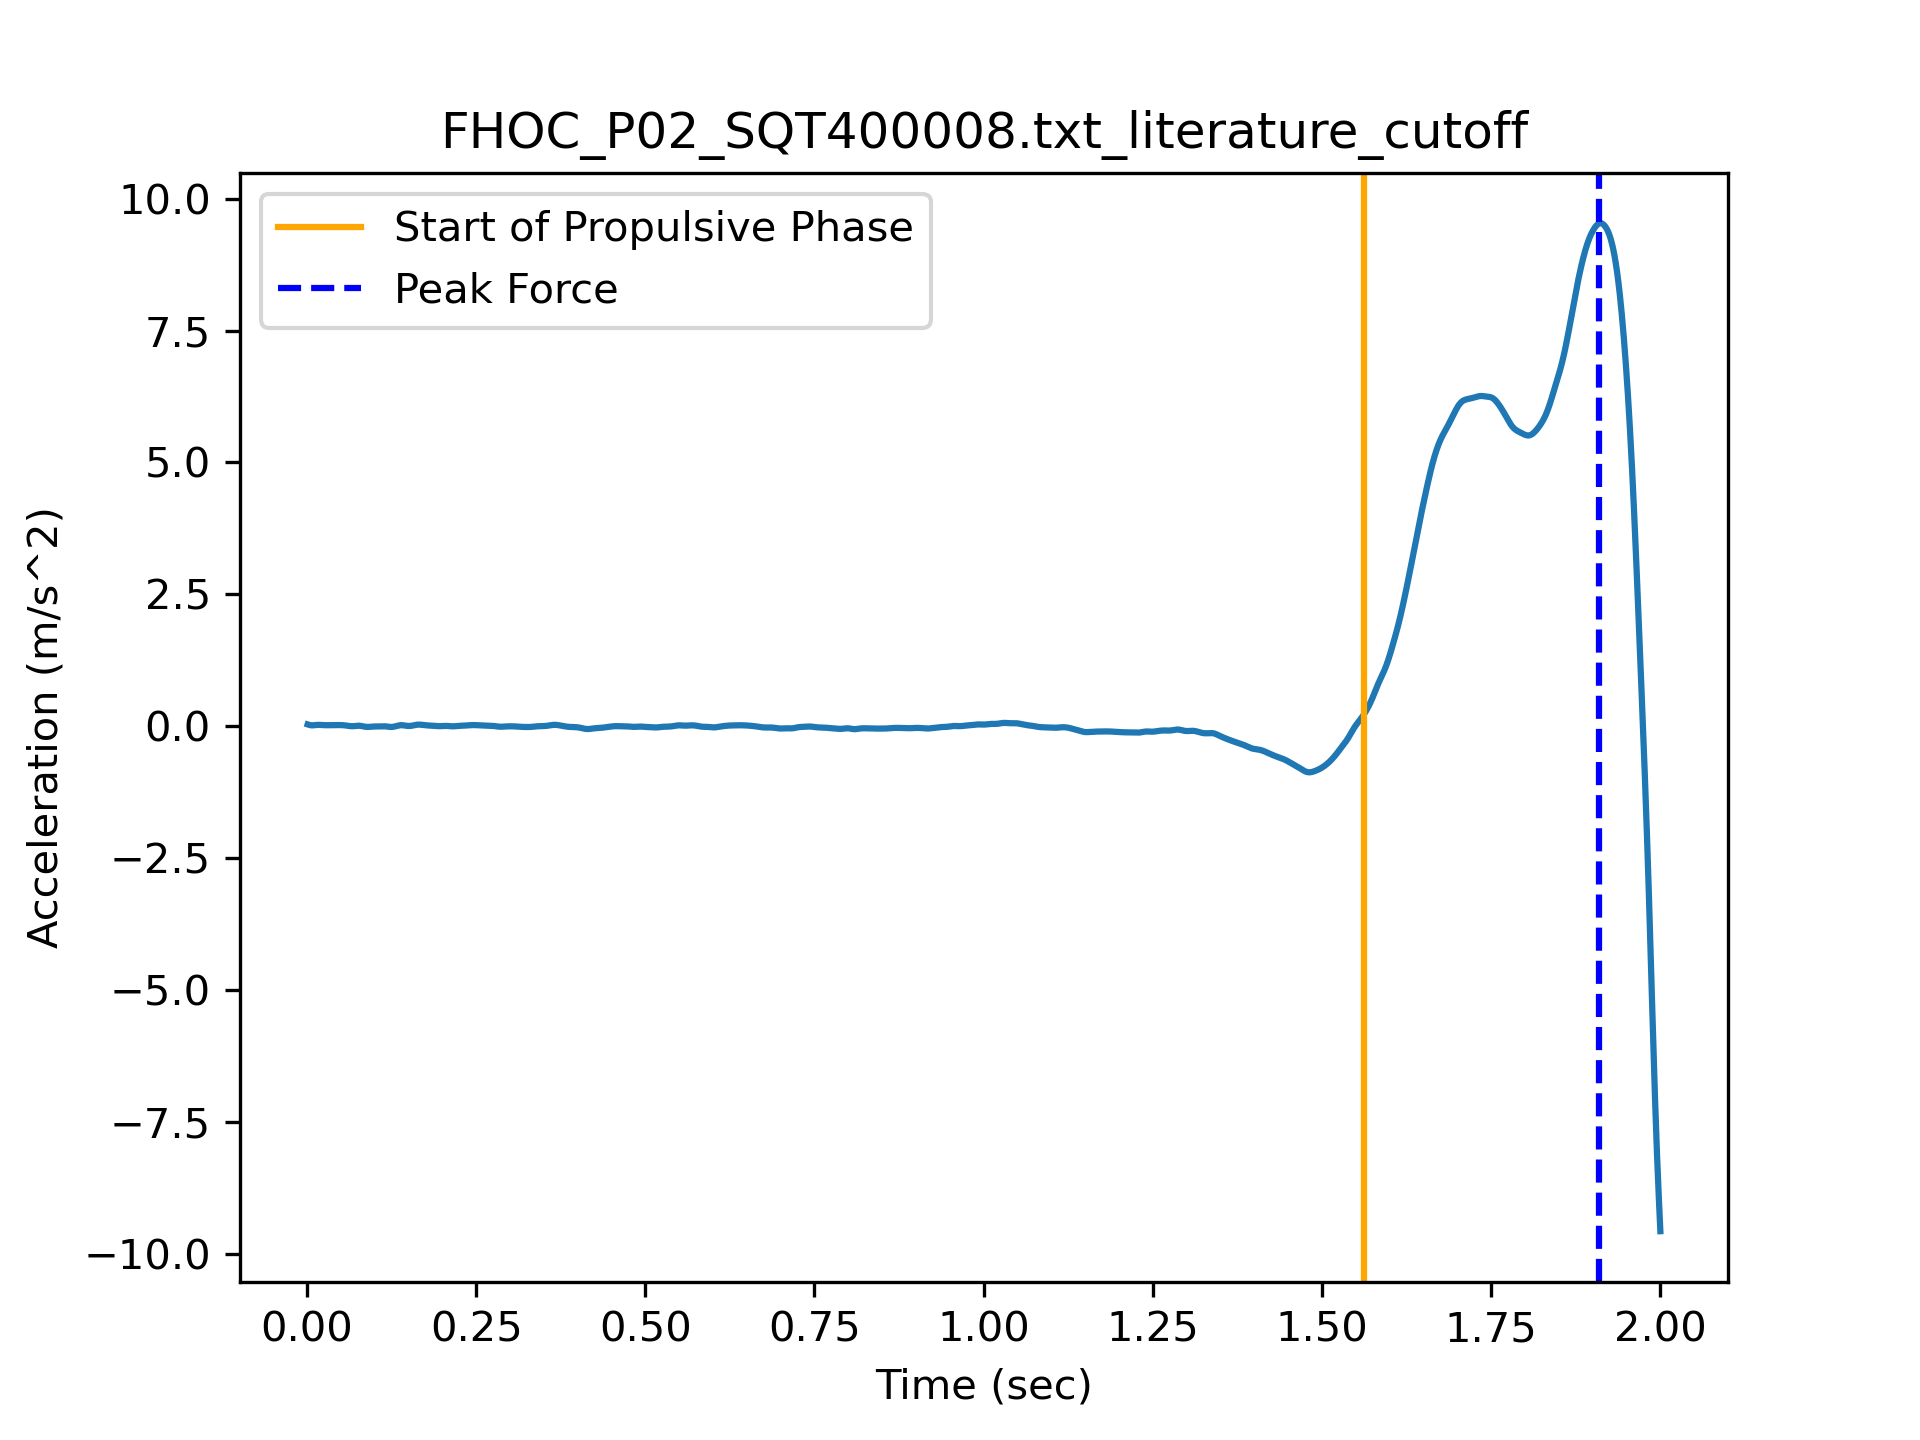 FHOC_P02_SQT400008.txt_literature_cutoff
Start of Propulsive Phase
Peak Force
10.0
7.5
5.0
2.5
0.0
−2.5
−5.0
−7.5
−10.0
Acceleration (m/s^2)
0.00 0.25 0.50 0.75 1.00 1.25 1.50 1.75 2.00
Time (sec)